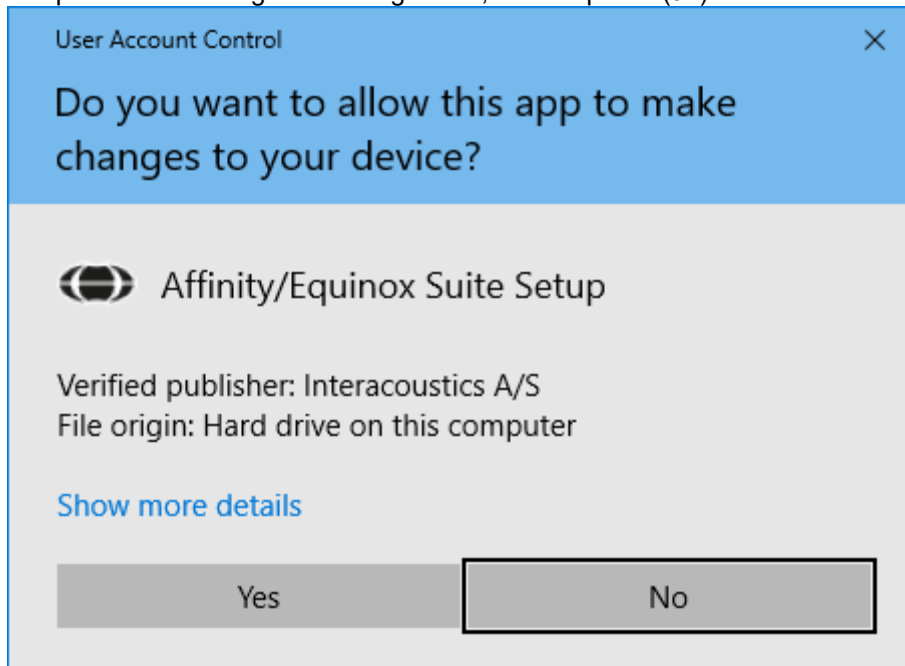 User Account Control
Do you want to allow this app to make
changes to your device?
Affinity/Equinox Suite Setup
Verified publisher: Interacoustics A/S
File origin: Hard drive on this computer
Show more details
Yes No